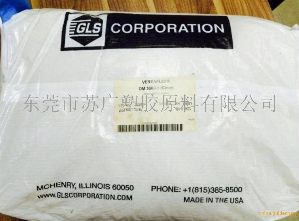 GLS CORPORATION
东莞市苏广塑胶原料有限公司
MCHENRY, ILLINOIS 60050
WWW.GLSCORPORATION.COM
PHONE: +1(815)385-8500
MADE IN THE USA